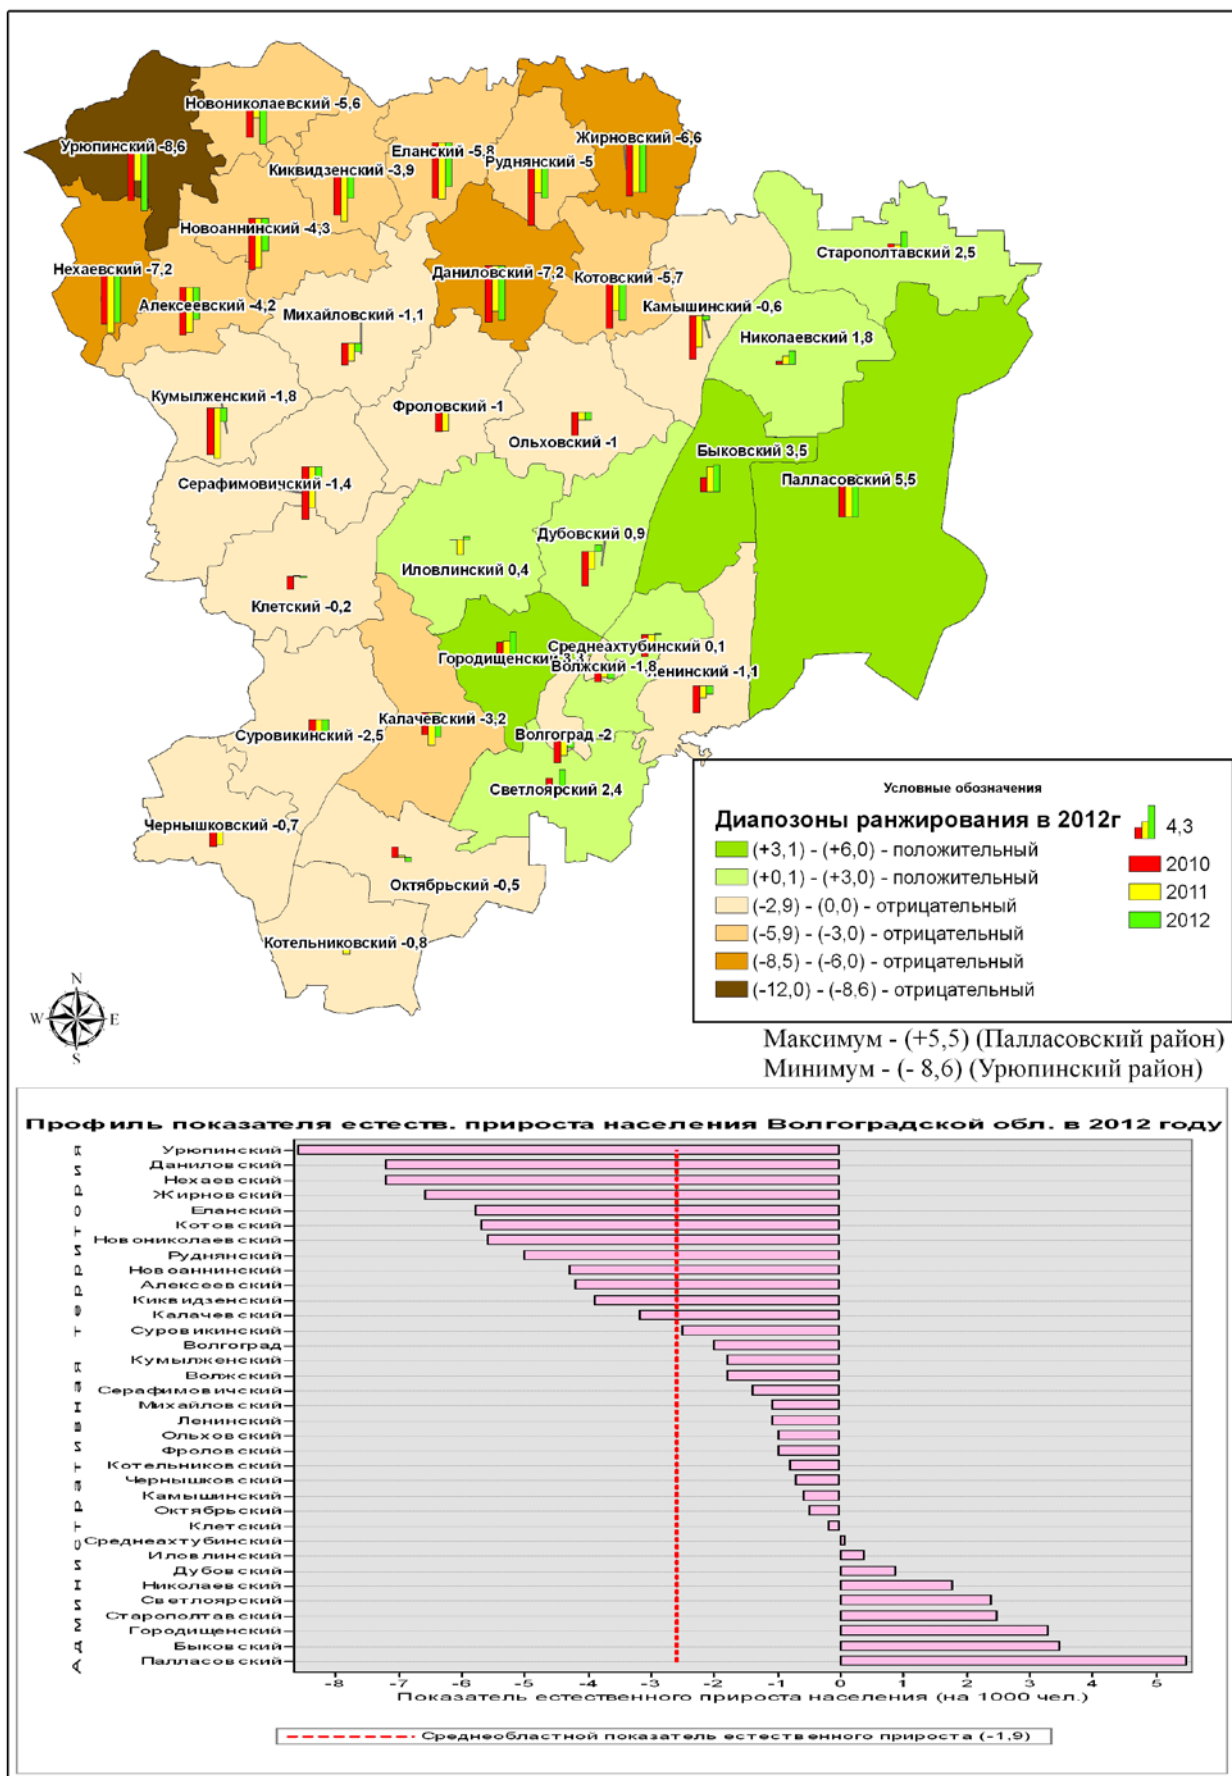 Новониколаевский -5,6
Урюпинский -8,6
Киквидзенский -3,9
Еланский -5,8
Руднянский -5
Жирновский -6,6
Новоаннинский -4,3
Нехаевский -7,2
Алексеевский -4,2
Михайловский -1,1
Даниловский -7,2
Котовский -5,7
Камышинский -0,6
Старополтавский 2,5
Николаевский 1,8
Кумылженский -1,8
Фроловский -1
Ольховский -1
Быковский 3,5
Палласовский 5,5
Серафимовичский -1,4
Дубовский 0,9
Иловлинский 0,4
Клетский -0,2
Среднеахтубинский 0,1
Городищенский 3,3
Волжский -1,8
Ленинский -1,1
Калачевский -3,2
Суровикинский -2,5
Волгоград -2
Светлоярский 2,4
Чернышковский -0,7
Октябрьский -0,5
Котельниковский -0,8
N
W E
S
Условные обозначения
Диапозоны ранжирования в 2012г
(+3,1) - (+6,0) - положительный
(+0,1) - (+3,0) - положительный
(-2,9) - (0,0) - отрицательный
(-5,9) - (-3,0) - отрицательный
(-8,5) - (-6,0) - отрицательный
(-12,0) - (-8,6) - отрицательный
4,3
2010
2011
2012
Максимум - (+5,5) (Палласовский район)
Минимум - (- 8,6) (Урюпинский район)
Профиль показателя естеств. прироста населения Волгоградской обл. в 2012 году
Административная территория
Урюпинский
Даниловский
Нехаевский
Жирновский
Еланский
Котовский
Новониколаевский
Руднянский
Новоаннинский
Алексеевский
Киквидзенский
Калачевский
Суровикинский
Волгоград
Кумылженский
Волжский
Серафимовичский
Михайловский
Ленинский
Ольховский
Фроловский
Котельниковский
Чернышковский
Камышинский
Октябрьский
Клетский
Среднеахтубинский
Иловлинский
Дубовский
Николаевский
Светлоярский
Старополтавский
Городищенский
Быковский
Палласовский
-8 -7 -6 -5 -4 -3 -2 -1 0 1 2 3 4 5
Показатель естественного прироста населения (на 1000 чел.)
Среднеобластной показатель естественного прироста (-1,9)